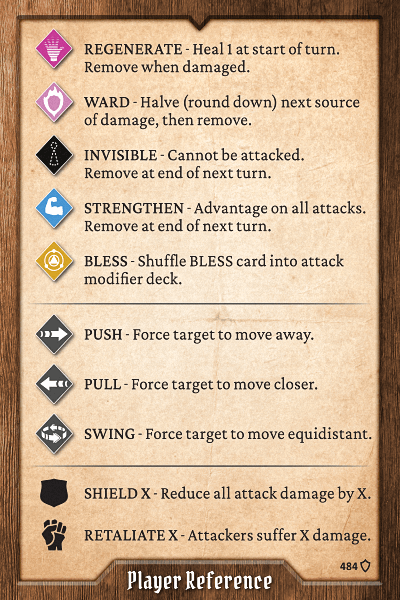 REGENERATE - Heal 1 at start of turn.
Remove when damaged.
WARD - Halve (round down) next source
of damage, then remove.
INVISIBLE - Cannot be attacked.
Remove at end of next turn.
STRENGTHEN - Advantage on all attacks.
Remove at end of next turn.
BLESS - Shuffle BLESS card into attack
modifier deck.
PUSH - Force target to move away.
PULL - Force target to move closer.
SWING - Force target to move equidistant.
SHIELD X - Reduce all attack damage by X.
RETALIATE X - Attackers suffer X damage.
484
Player Reference